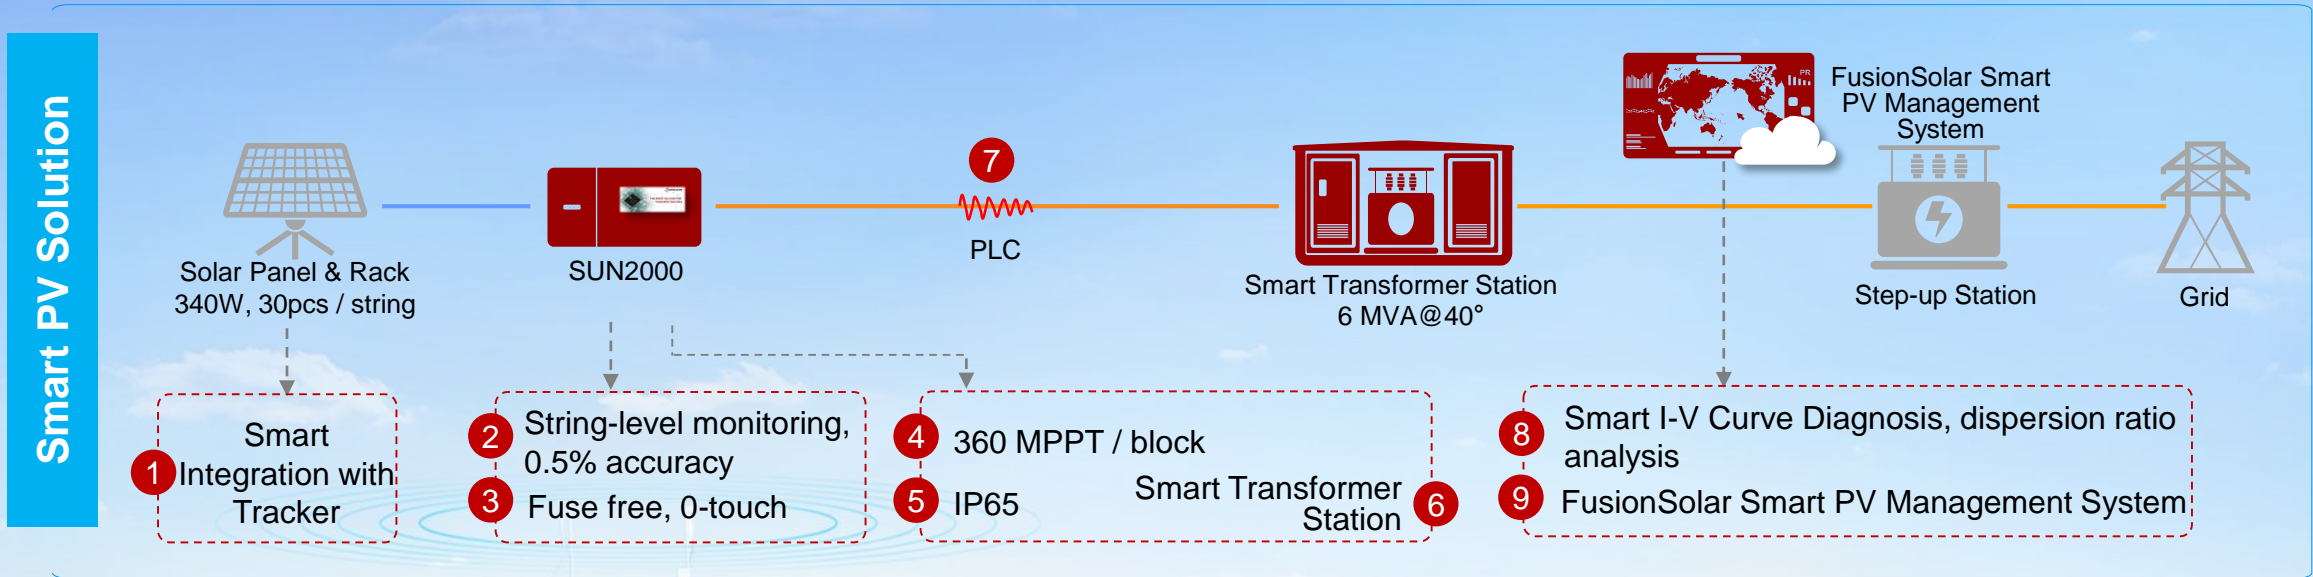 Smart PV Solution
Solar Panel & Rack
340W, 30pcs / string
SUN2000
7
PLC
Smart Transformer Station
6 MVA@40°
PR
FusionSolar Smart
PV Management
System
Step-up Station
Grid
1
Smart
Integration with
Tracker
2 String-level monitoring,
0.5% accuracy
3 Fuse free, 0-touch
4 360 MPPT / block
5 IP65
Smart Transformer
Station 6
8 Smart I-V Curve Diagnosis, dispersion ratio
analysis
9 FusionSolar Smart PV Management System